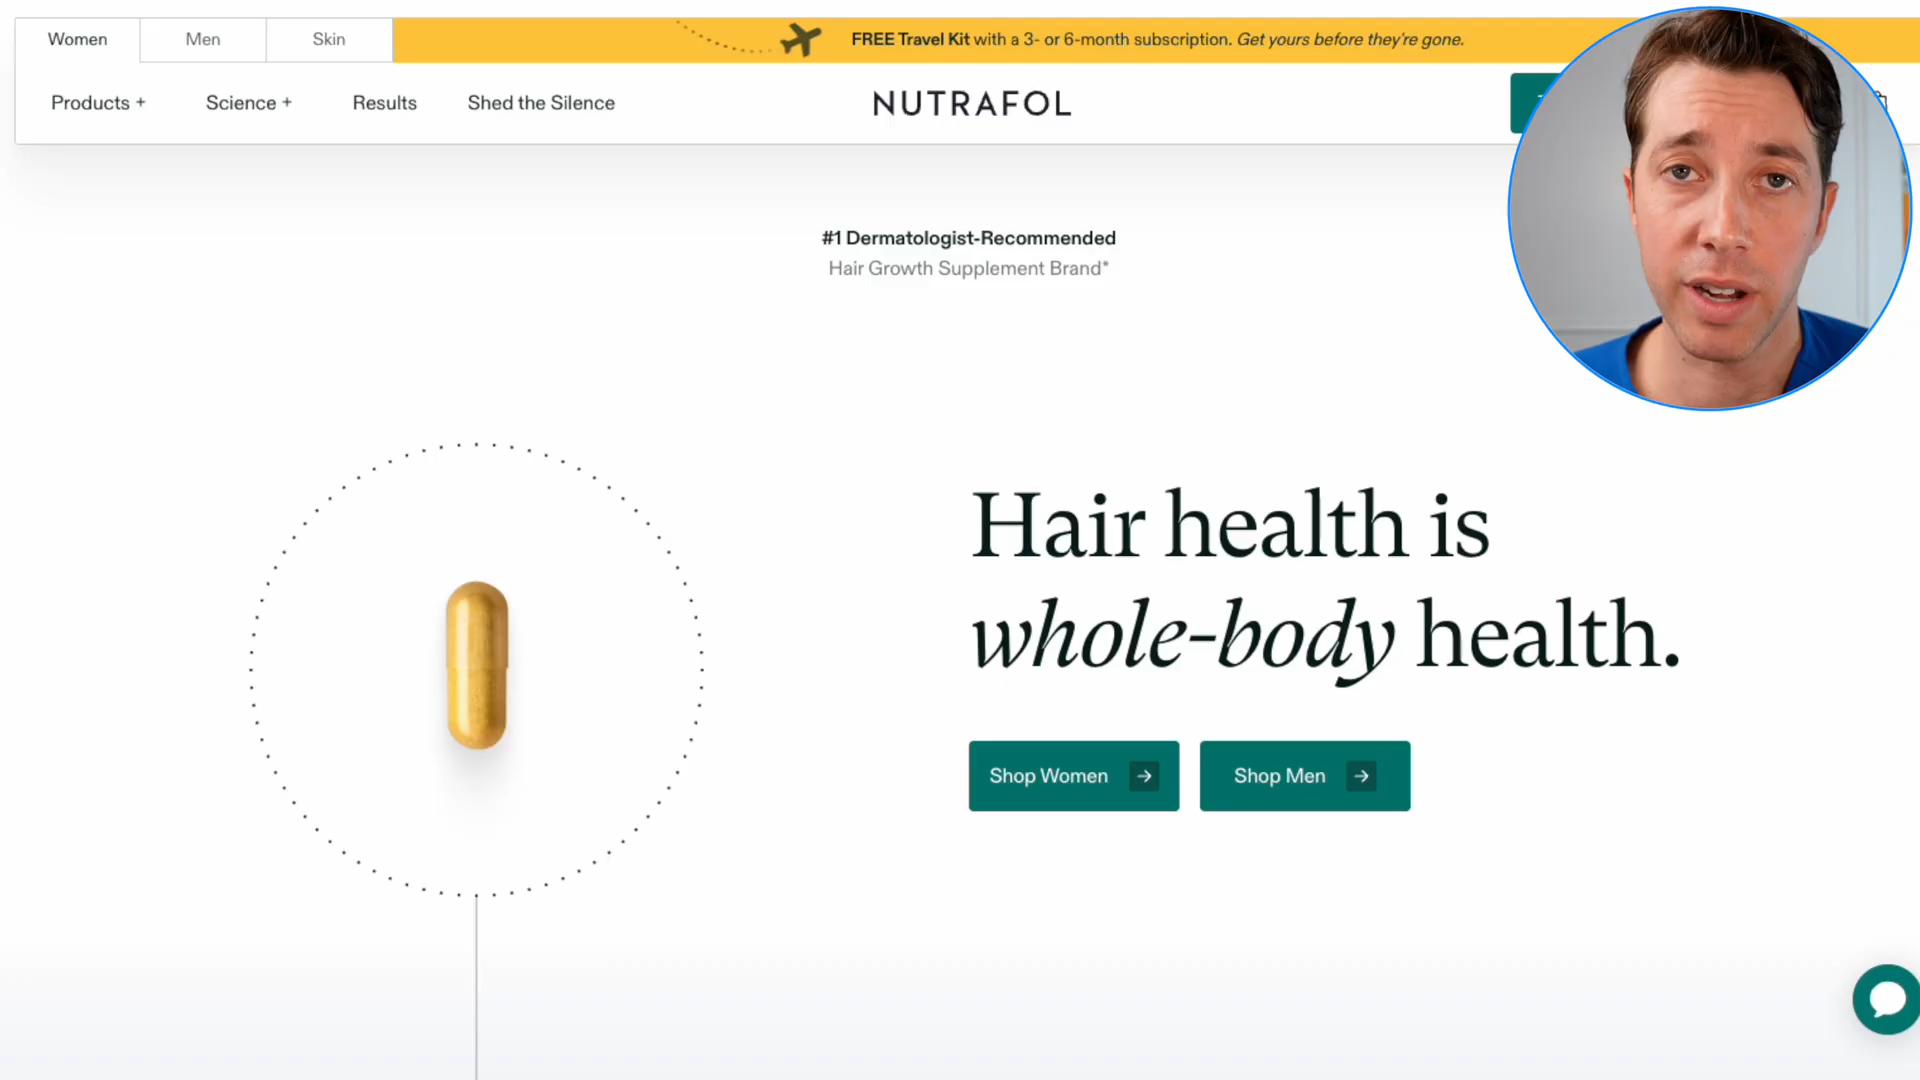 Women
Men
Skin
FREE Travel Kit with a 3- or 6-month subscription. Get yours before they're gone.
Products +
Science +
Results
Shed the Silence
NUTRAFOL
#1 Dermatologist-Recommended
Hair Growth Supplement Brand*
Hair health is
whole-body health.
Shop Women
Shop Men